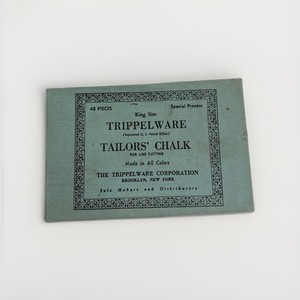 48 PIECES Special Process
King Size
TRIPPELWARE
(Registered U. S. Patent Office)
TAILORS' CHALK
FOR LINE CUTTING
Made in All Colors
THE TRIPPELWARE CORPORATION
BROOKLYN, NEW YORK
Sole Makers and Distributors